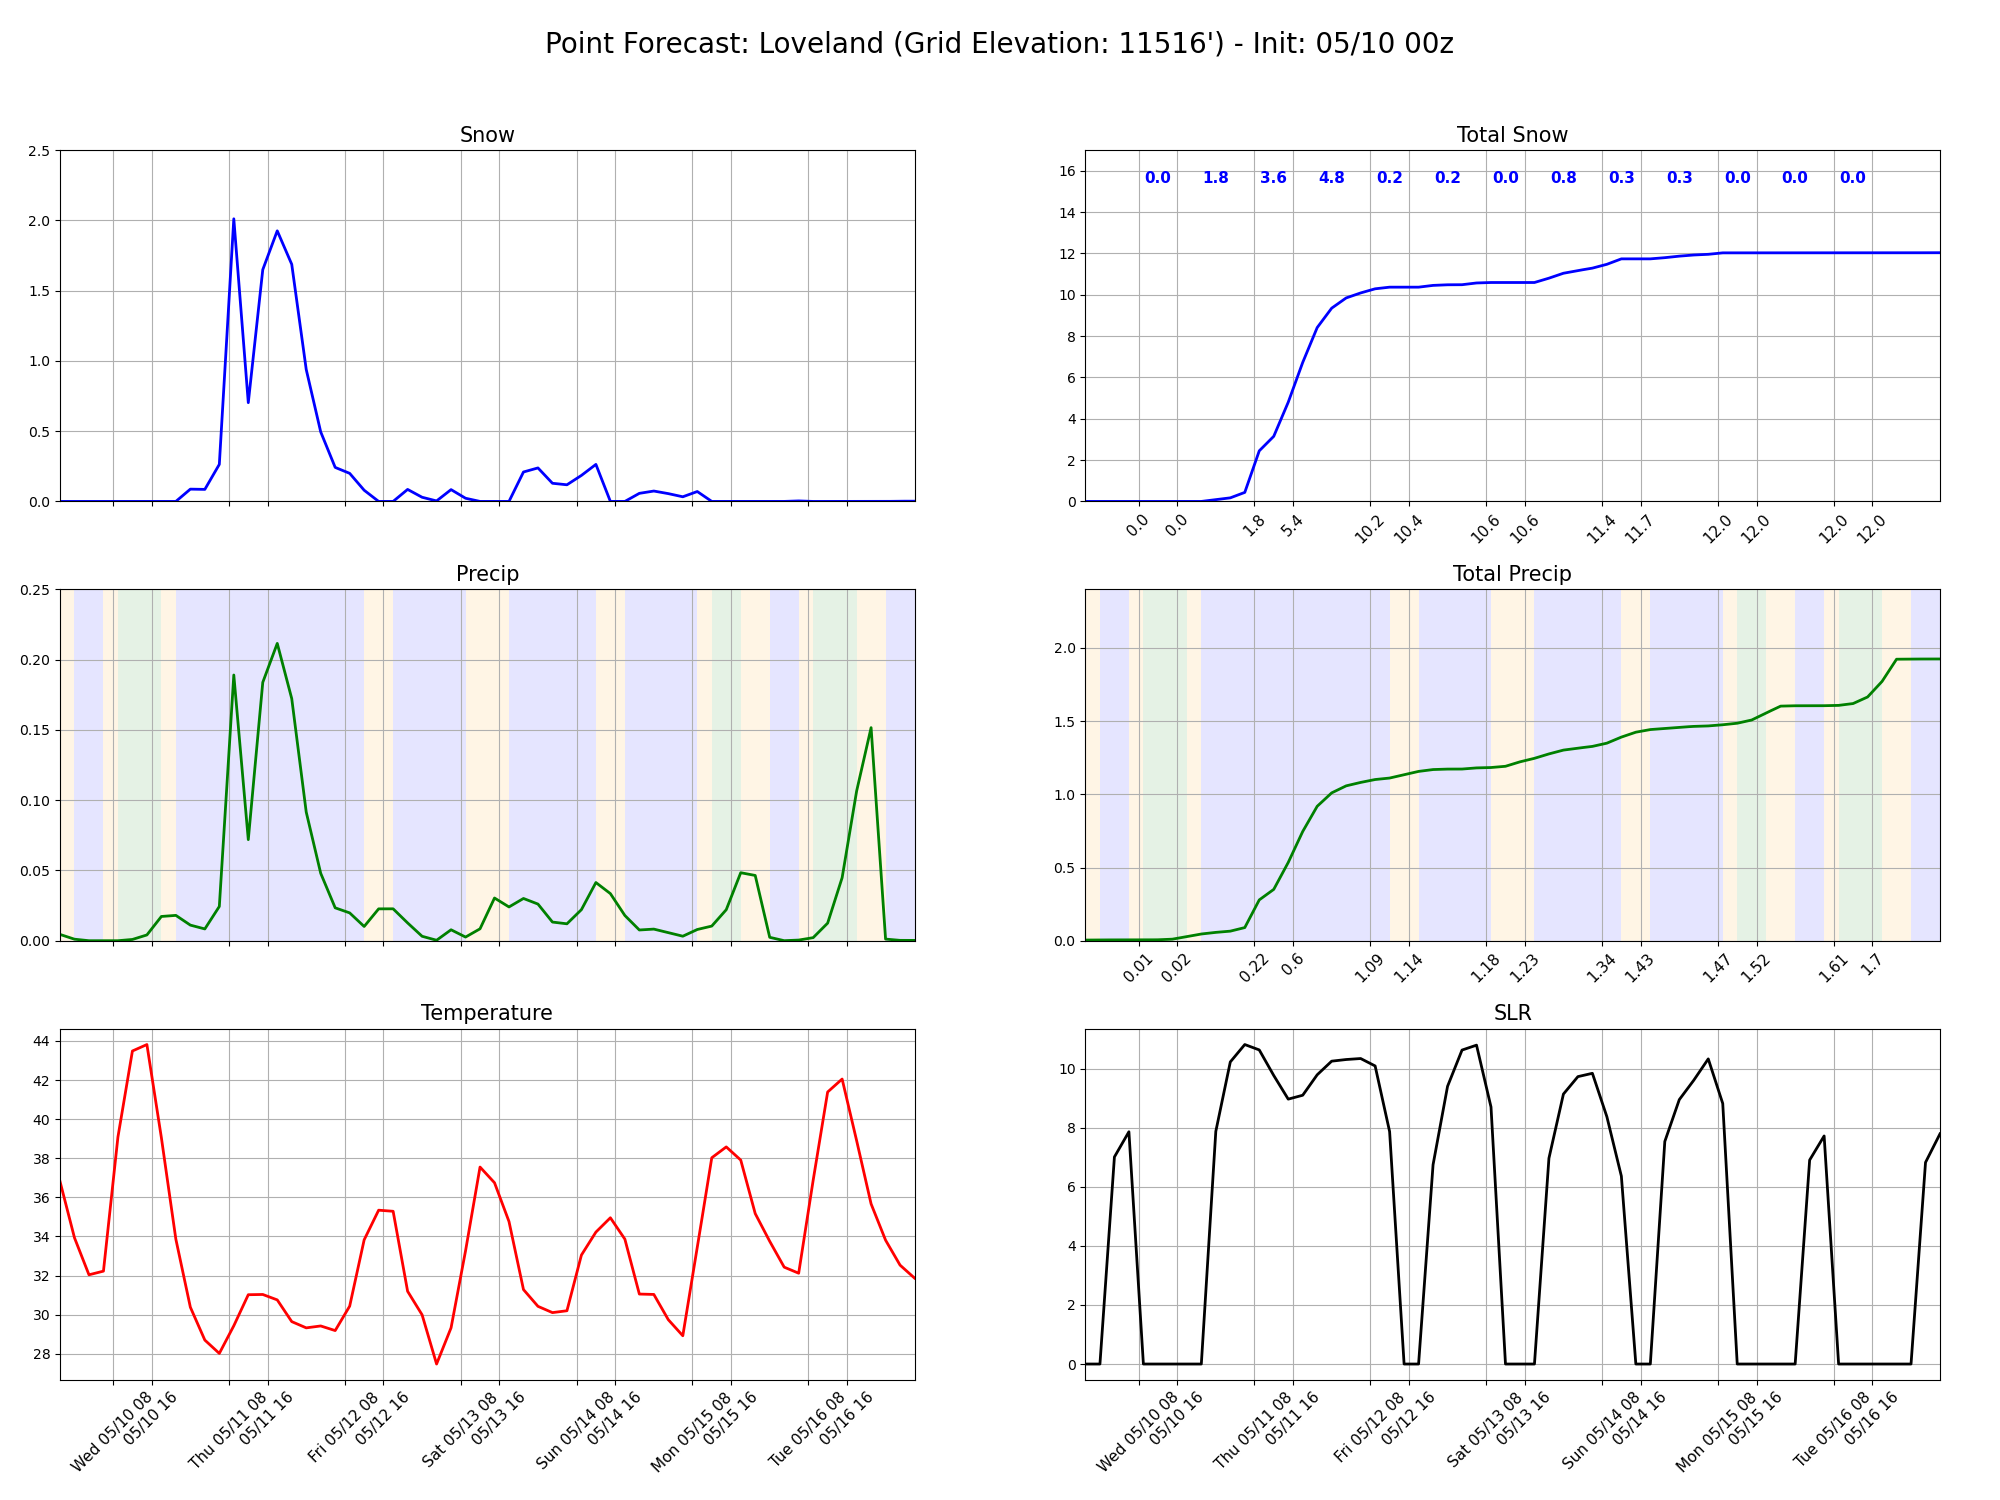 Point Forecast: Loveland (Grid Elevation: 11516') - Init: 05/10 00z
Snow
2.5
2.0
1.5
1.0
0.5
0.0
Total Snow
0.0 1.8 3.6 4.8 0.2 0.2 0.0 0.8 0.3 0.3 0.0 0.0 0.0
16
14
12
10
8
6
4
2
0
0.0 0.0 1.8 5.4 10.2 10.4 10.6 10.6 11.4 11.7 12.0 12.0 12.0 12.0
Precip
0.25
0.20
0.15
0.10
0.05
0.00
Total Precip
2.0
1.5
1.0
0.5
0.0
0.01 0.02 0.22 0.6 1.09 1.14 1.18 1.23 1.34 1.43 1.47 1.52 1.61 1.7
Temperature
44
42
40
38
36
34
32
30
28
Wed 05/10 08
05/10 16
Thu 05/11 08
05/11 16
Fri 05/12 08
05/12 16
Sat 05/13 08
05/13 16
Sun 05/14 08
05/14 16
Mon 05/15 08
05/15 16
Tue 05/16 08
05/16 16
SLR
10
8
6
4
2
0
Wed 05/10 08
05/10 16
Thu 05/11 08
05/11 16
Fri 05/12 08
05/12 16
Sat 05/13 08
05/13 16
Sun 05/14 08
05/14 16
Mon 05/15 08
05/15 16
Tue 05/16 08
05/16 16